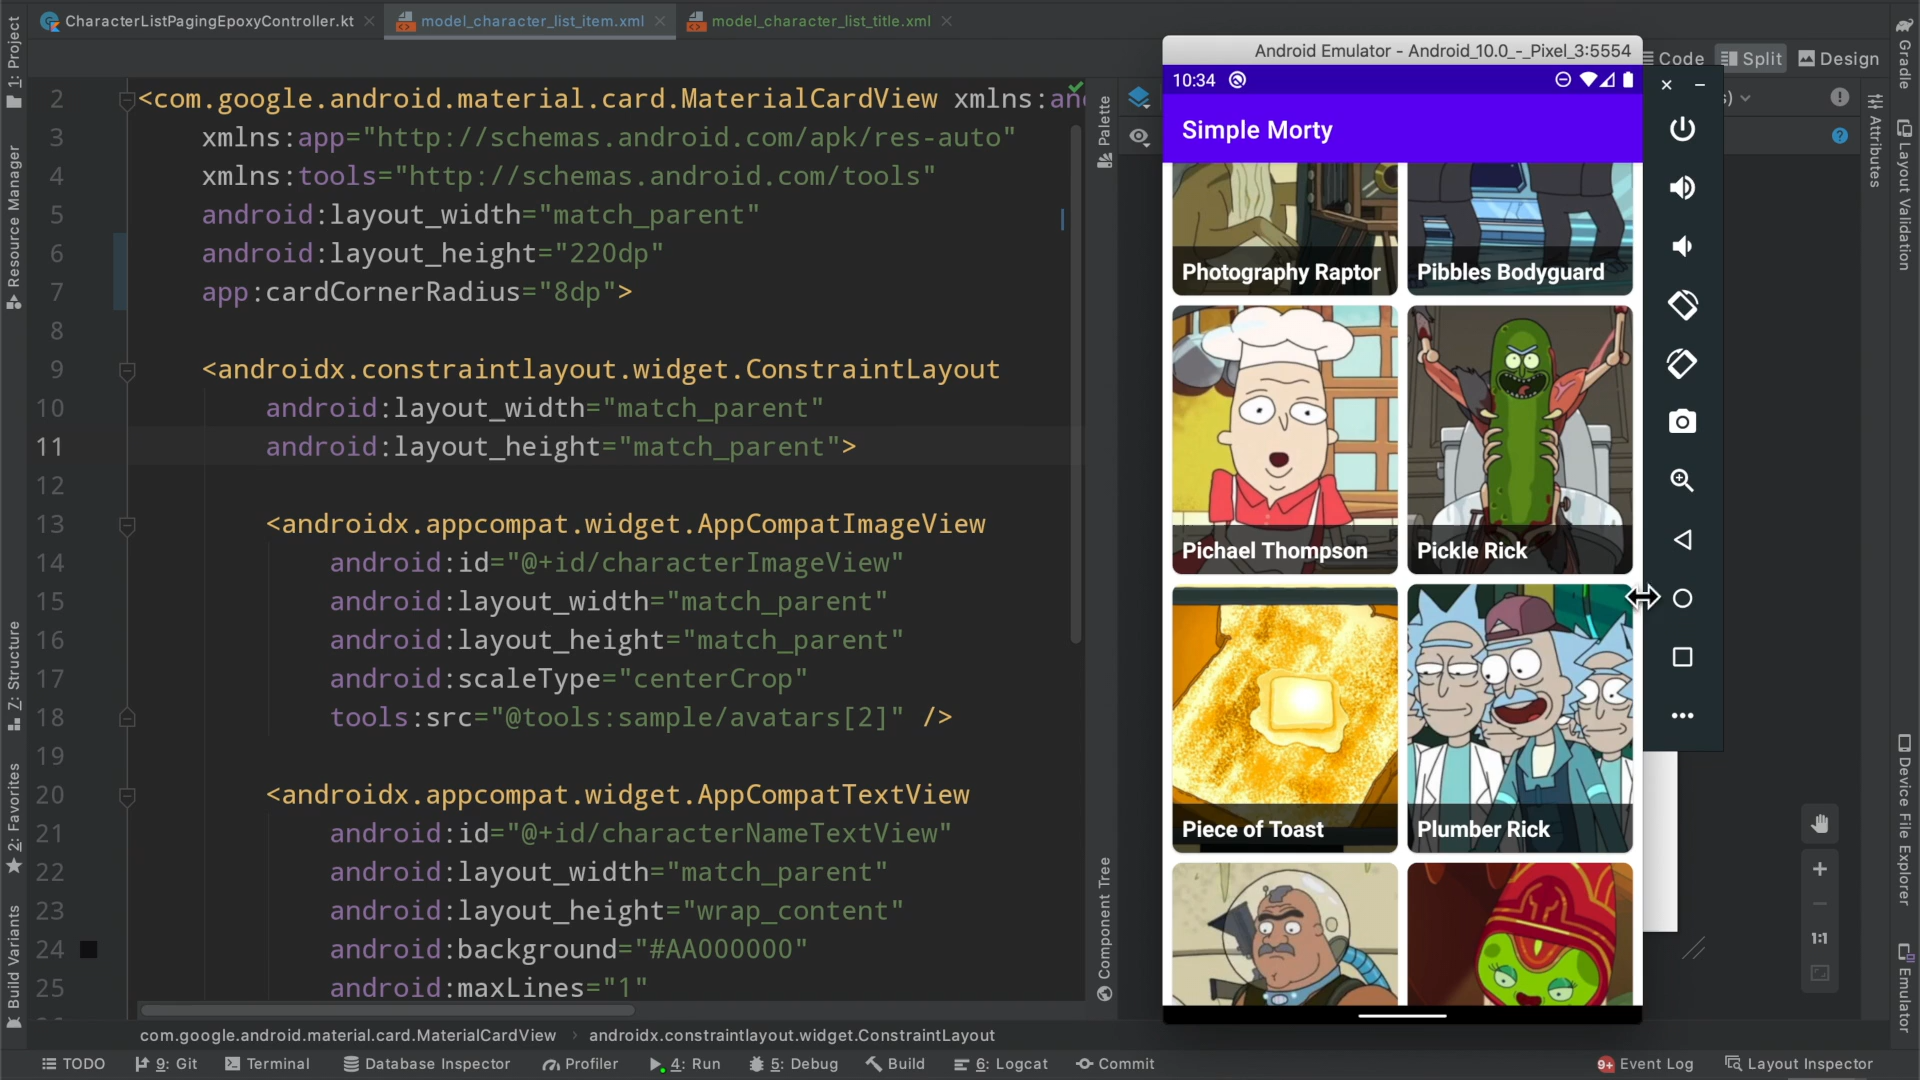 CharacterListPagingEpoxyController.kt
model_character_list_item.xml
model_character_list_title.xml
Code
Split
Design
1: Project
Resource Manager
Z: Structure
2: Favorites
Build Variants
2 <com.google.android.material.card.MaterialCardView xmlns:and
3 xmlns:app="http://schemas.android.com/apk/res-auto"
4 xmlns:tools="http://schemas.android.com/tools"
5 android:layout_width="match_parent"
6 android:layout_height="220dp"
7 app:cardCornerRadius="8dp">
8
9 <androidx.constraintlayout.widget.ConstraintLayout
10 android:layout_width="match_parent"
11 android:layout_height="match_parent">
12
13 <androidx.appcompat.widget.AppCompatImageView
14 android:id="@+id/characterImageView"
15 android:layout_width="match_parent"
16 android:layout_height="match_parent"
17 android:scaleType="centerCrop"
18 tools:src="@tools:sample/avatars[2]" />
19
20 <androidx.appcompat.widget.AppCompatTextView
21 android:id="@+id/characterNameTextView"
22 android:layout_width="match_parent"
23 android:layout_height="wrap_content"
24 android:background="#AA000000"
25 android:maxLines="1"
Palette
Component Tree
Android Emulator - Android_10.0_-_Pixel_3:5554
10:34
Simple Morty
Photography Raptor
Pibbles Bodyguard
Pichael Thompson
Pickle Rick
Piece of Toast
Plumber Rick
s)
1:1
Attributes
Gradle
Layout Validation
Device File Explorer
Emulator
com.google.android.material.card.MaterialCardView
androidx.constraintlayout.widget.ConstraintLayout
TODO
9: Git
Terminal
Database Inspector
Profiler
4: Run
5: Debug
Build
6: Logcat
Commit
9+ Event Log
Layout Inspector